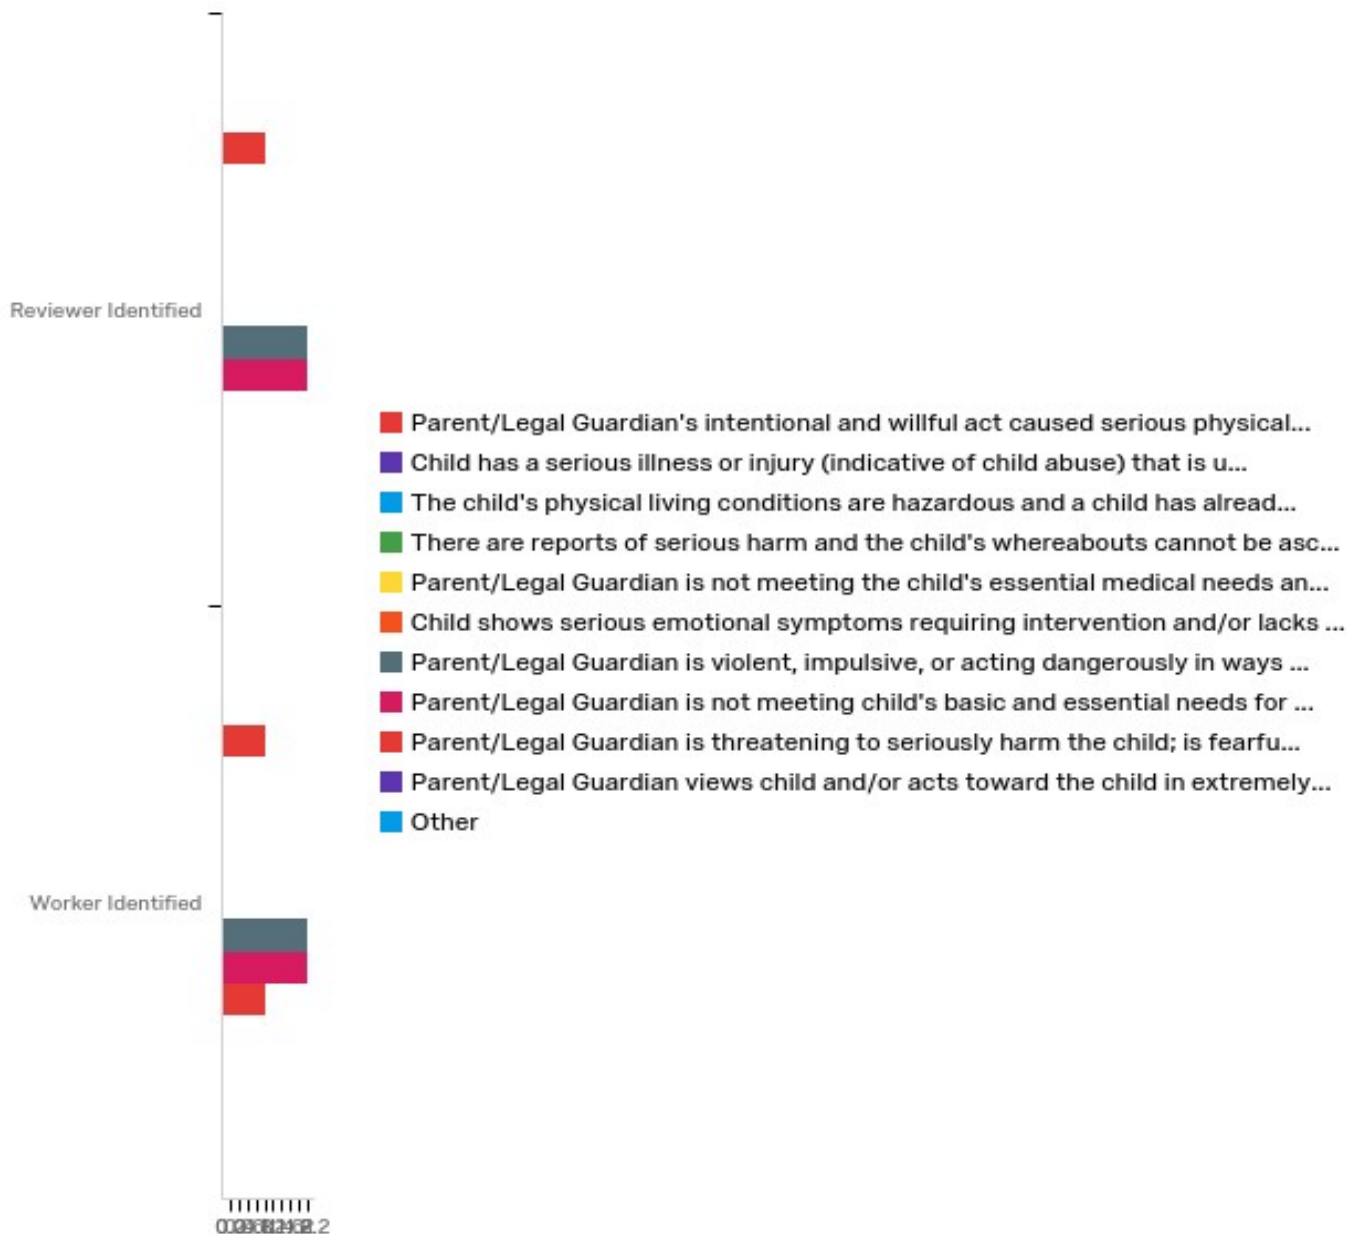 Reviewer Identified
Parent/Legal Guardian's intentional and willful act caused serious physical...
Child has a serious illness or injury (indicative of child abuse) that is u...
The child's physical living conditions are hazardous and a child has alread...
There are reports of serious harm and the child's whereabouts cannot be asc...
Parent/Legal Guardian is not meeting the child's essential medical needs an...
Child shows serious emotional symptoms requiring intervention and/or lacks ...
Parent/Legal Guardian is violent, impulsive, or acting dangerously in ways ...
Parent/Legal Guardian is not meeting child's basic and essential needs for ...
Parent/Legal Guardian is threatening to seriously harm the child; is fearfu...
Parent/Legal Guardian views child and/or acts toward the child in extremely...
Other
Worker Identified